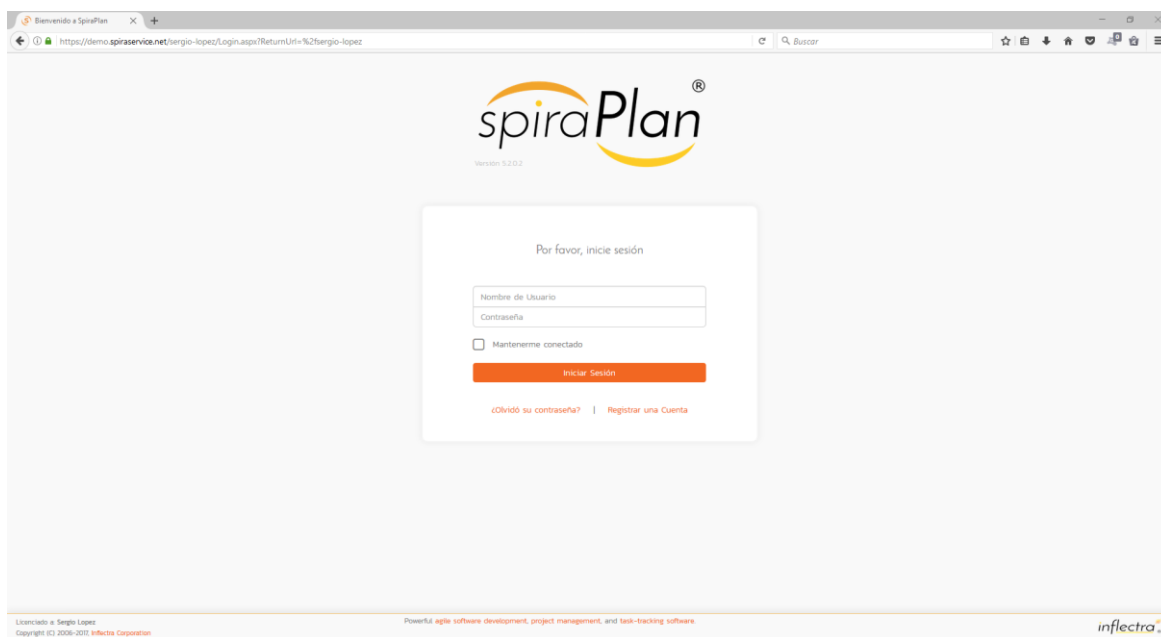 Bienvenido a SpiraPlan
https://demo.spiraservice.net/sergio-lopez/Login.aspx?ReturnUrl=%2fsergio-lopez
Buscar
spiraPlan®
Versión 5.2.0.2
Por favor, inicie sesión
Nombre de Usuario
Contraseña
Mantenerme conectado
Iniciar Sesión
¿Olvidó su contraseña? | Registrar una Cuenta
Licenciado a: Sergio Lopez
Powerful agile software development, project management, and task-tracking software.
Copyright (C) 2006-2017, Inflectra Corporation
inflectra